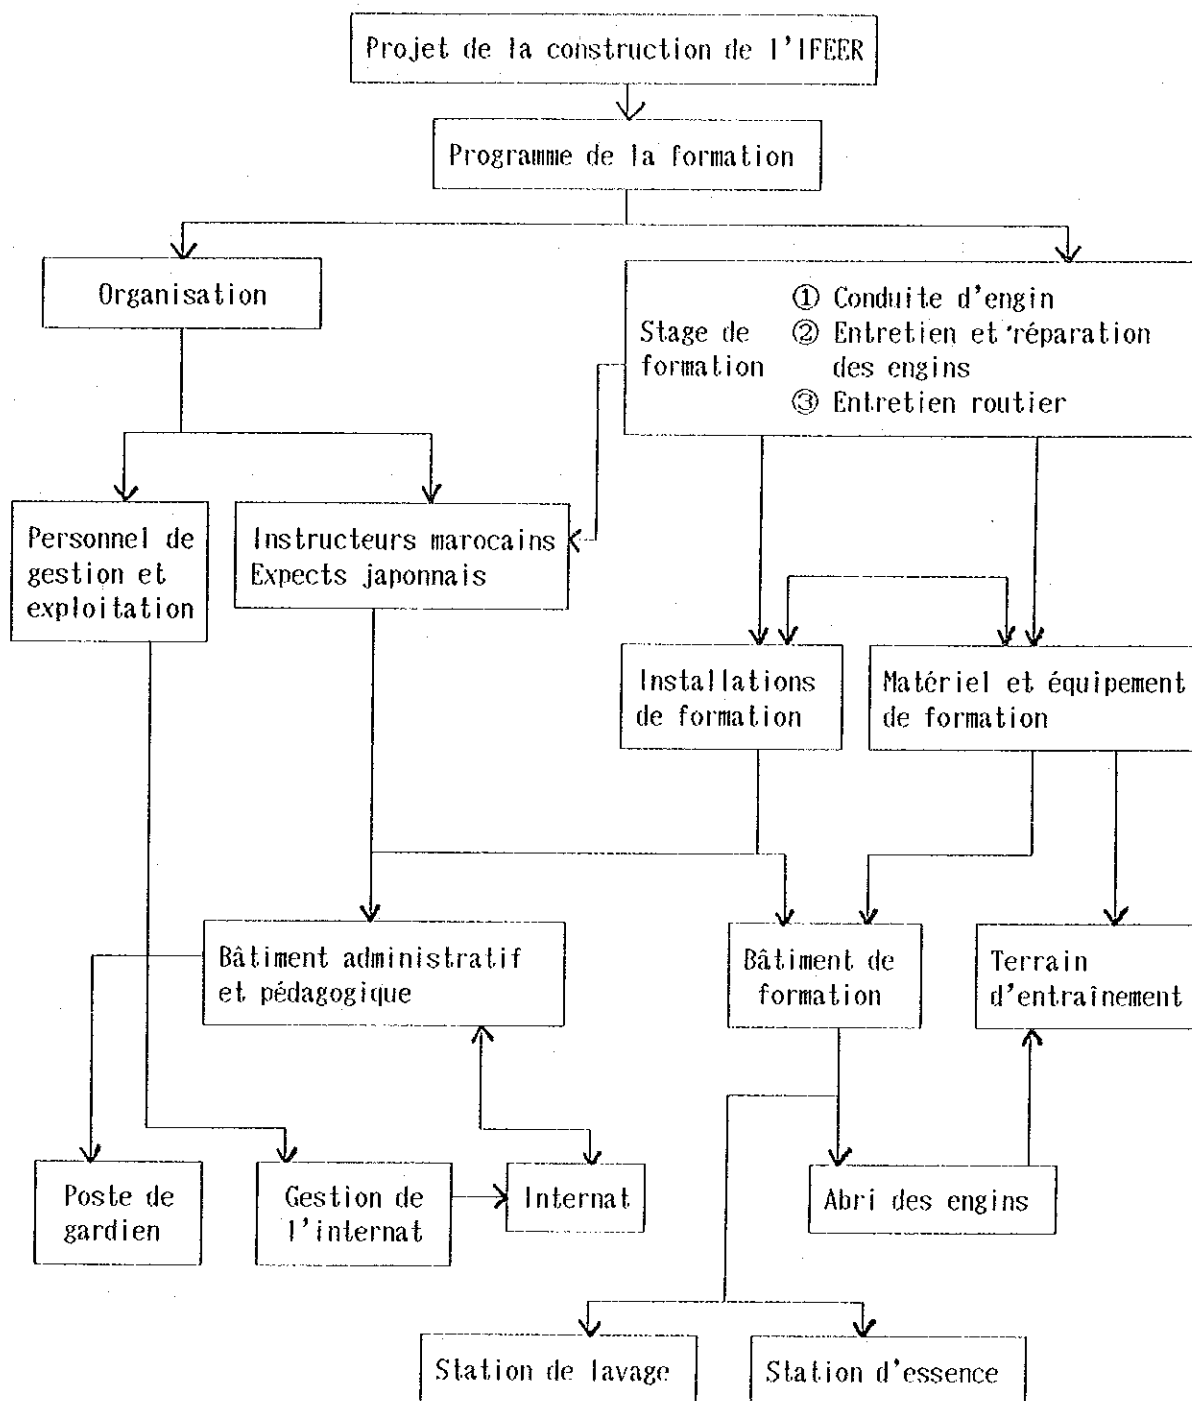 Projet de la construction de l'IFEER
Programme de la formation
Organisation
Stage de
formation
① Conduite d'engin
② Entretien et réparation
des engins
③ Entretien routier
Personnel de
gestion et
exploitation
Instructeurs marocains
Expects japonnais
Installations
de formation
Matériel et équipement
de formation
Bâtiment administratif
et pédagogique
Bâtiment de
formation
Terrain
d'entraînement
Poste de
gardien
Gestion de
l'internat
Internat
Abri des engins
Station de lavage
Station d'essence